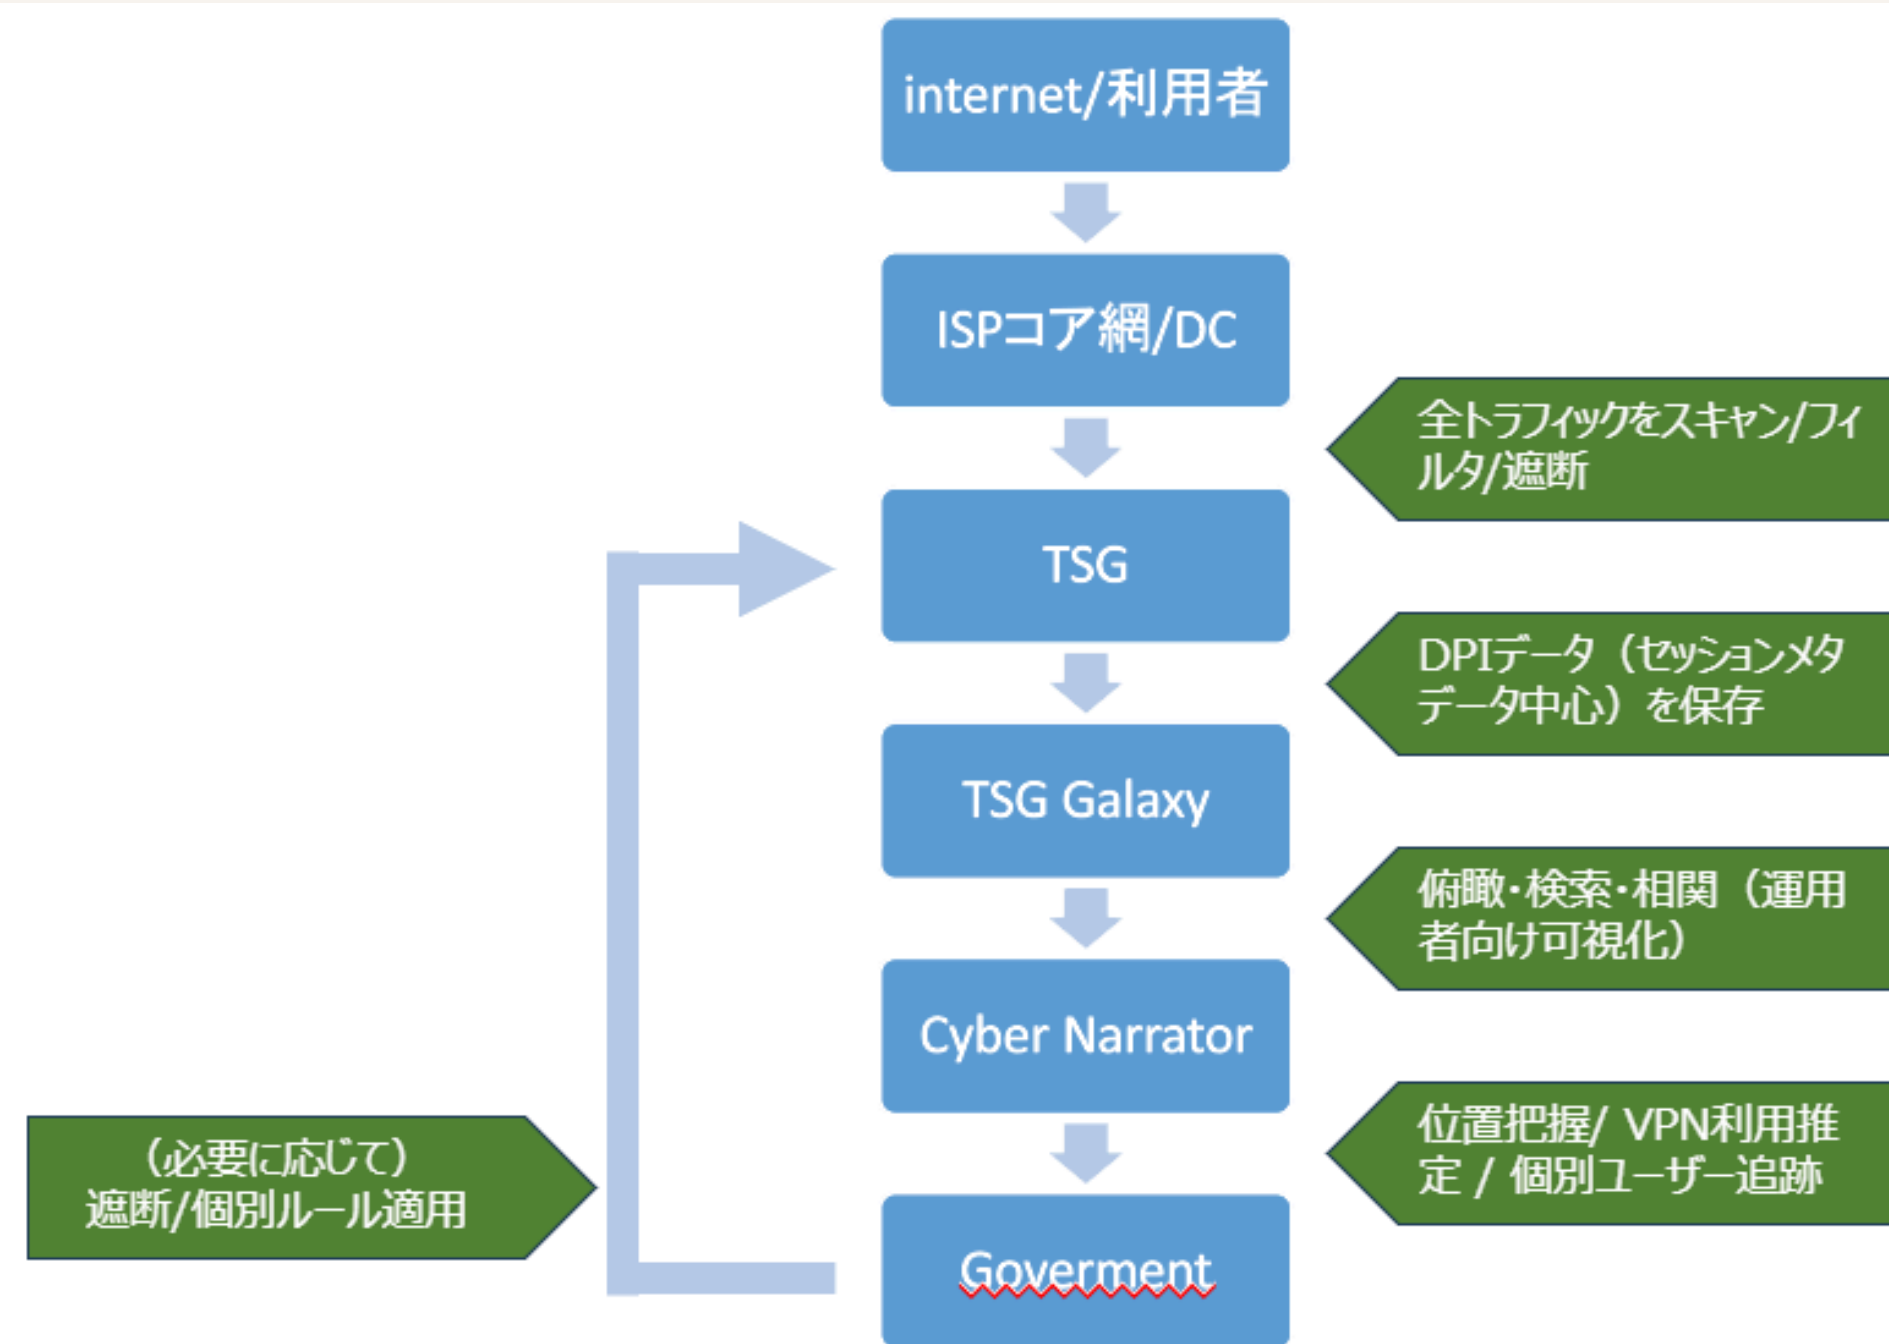 internet/利用者
ISPコア網/DC
全トラフィックをスキャン/フィ
ルタ/遮断
TSG
DPIデータ（セッションメタ
データ中心）を保存
TSG Galaxy
俯瞰・検索・相関（運用
者向け可視化）
Cyber Narrator
位置把握/ VPN利用推
定 / 個別ユーザー追跡
（必要に応じて）
遮断/個別ルール適用
Goverment